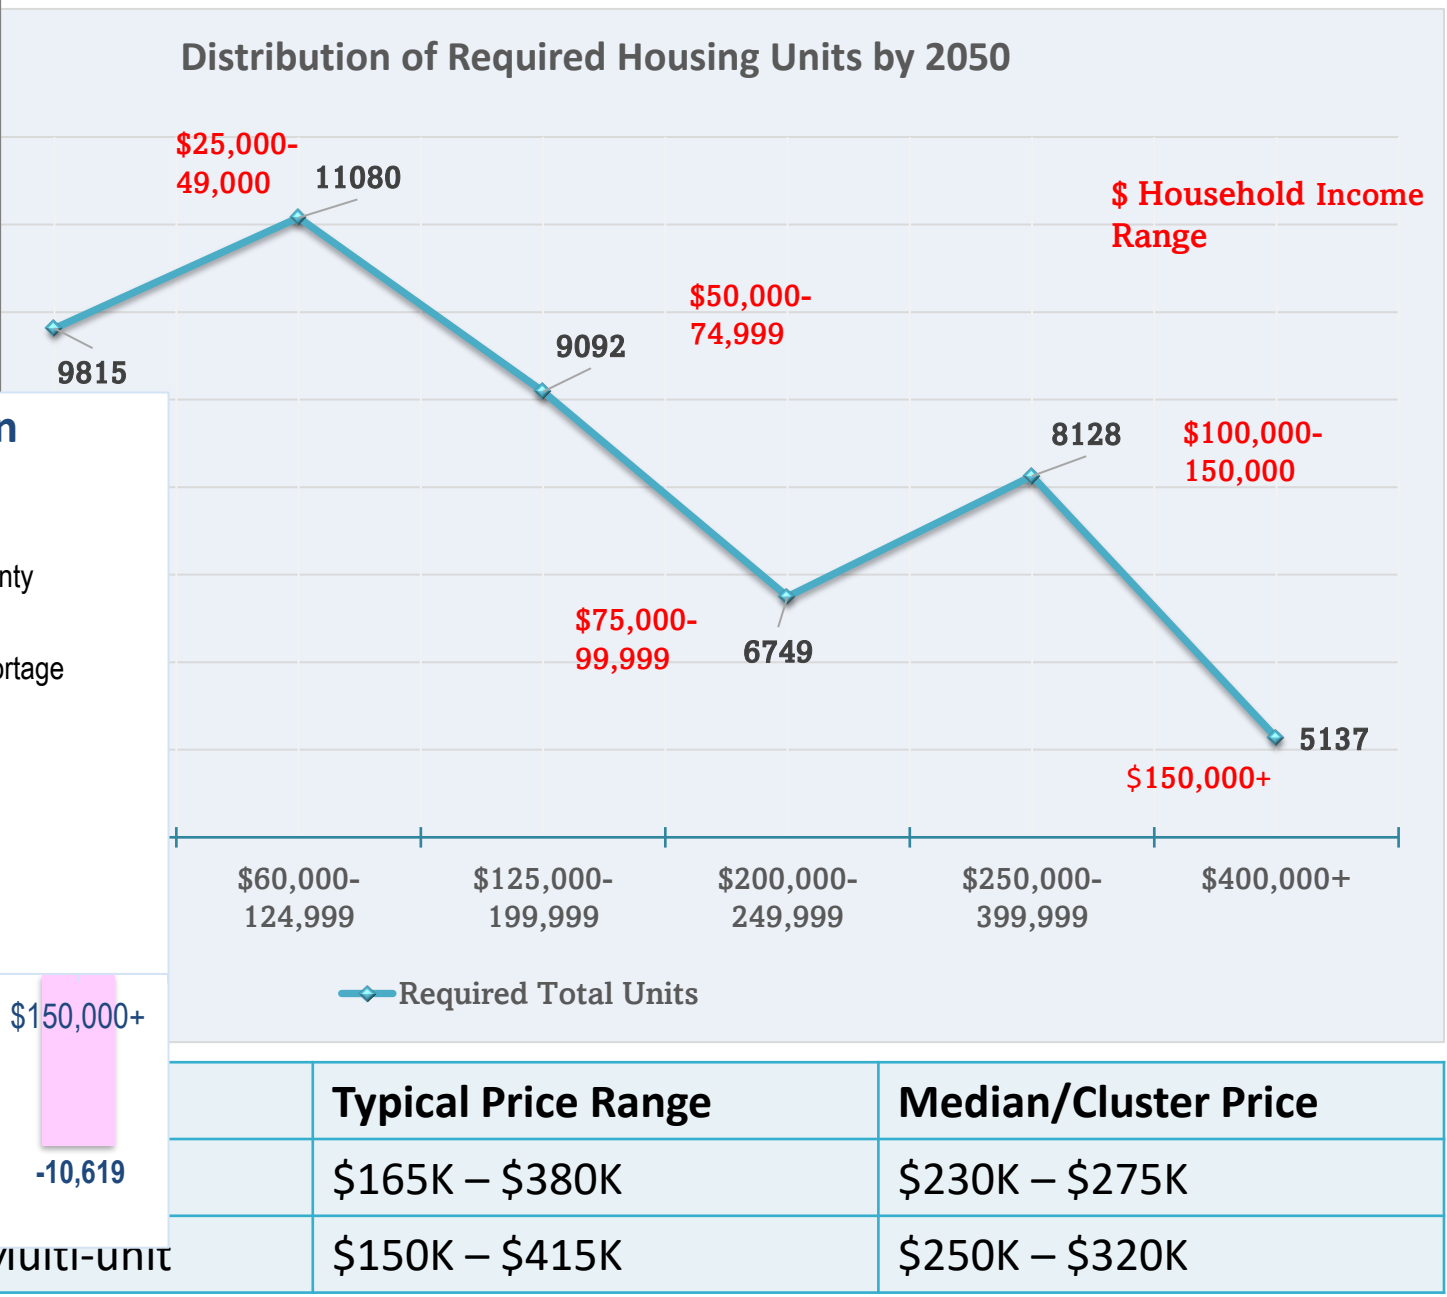 Distribution of Required Housing Units by 2050
$25,000-
49,000
11080
$ Household Income
Range
$50,000-
74,999
9092
9815
8128
$100,000-
150,000
$75,000-
99,999
6749
5137
$150,000+
$60,000-
124,999
$125,000-
199,999
$200,000-
249,999
$250,000-
399,999
$400,000+
Required Total Units
n
nty
ortage
$150,000+
-10,619
Typical Price Range
Median/Cluster Price
$165K – $380K
$230K – $275K
Multi-unit
$150K – $415K
$250K – $320K